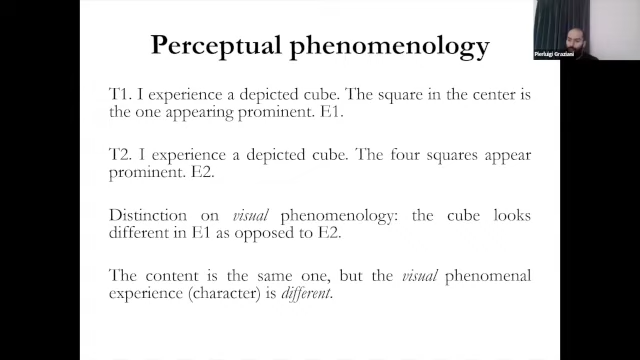 Perceptual phenomenology
Pierluigi Graziani
T1. I experience a depicted cube. The square in the center is
the one appearing prominent. E1.
T2. I experience a depicted cube. The four squares appear
prominent. E2.
Distinction on visual phenomenology: the cube looks
different in E1 as opposed to E2.
The content is the same one, but the visual phenomenal
experience (character) is different.